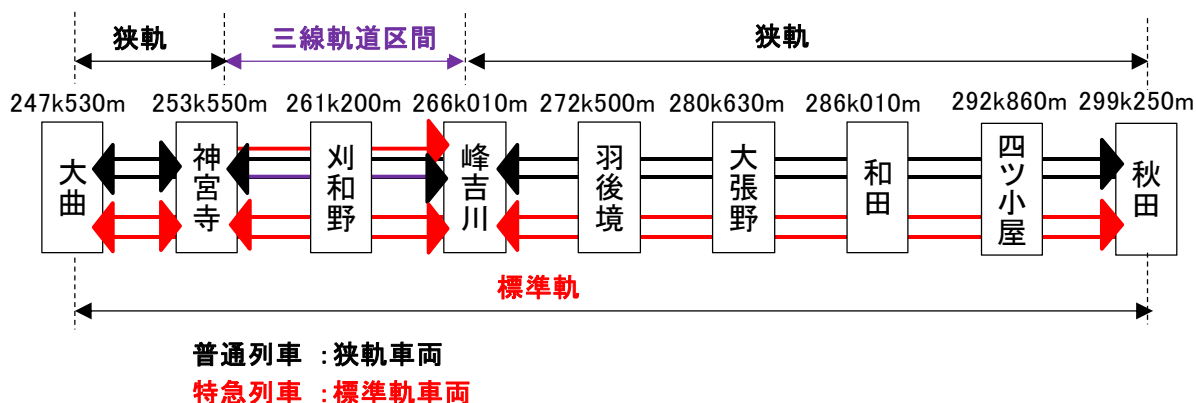 狭軌 三線軌道区間 狭軌
247k530m 253k550m 261k200m 266k010m 272k500m 280k630m 286k010m 292k860m 299k250m
大曲 神宮寺 刈和野 峰吉川 羽後境 大張野 和田 四ツ小屋 秋田
標準軌
普通列車 ：狭軌車両
特急列車 ：標準軌車両